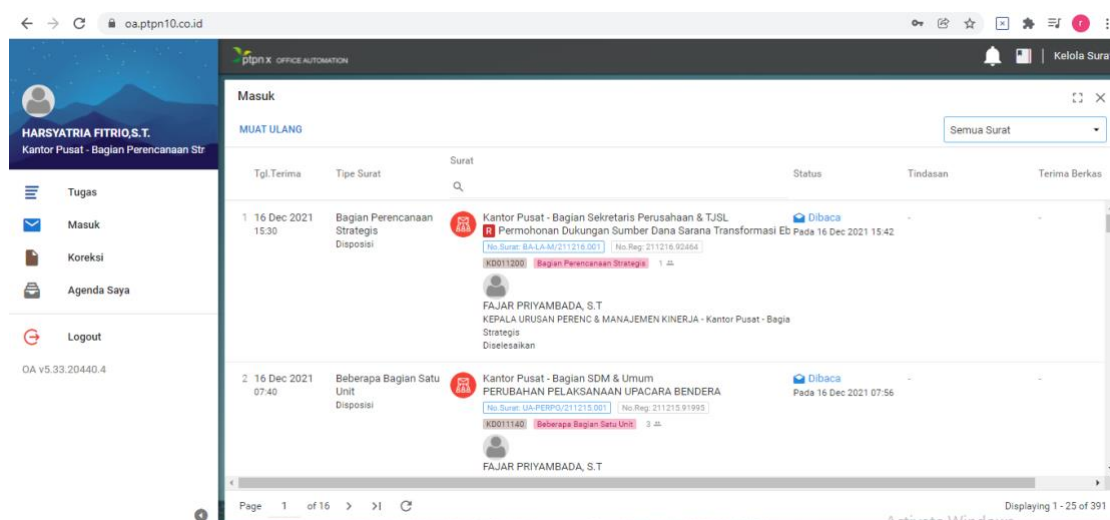 oa.ptpn10.co.id
r
ptpn x OFFICE AUTOMATION
Kelola Sura
HARSYATRIA FITRIO,S.T.
Kantor Pusat - Bagian Perencanaan Str
Tugas
Masuk
Koreksi
Agenda Saya
Logout
OA v5.33.20440.4
Masuk
MUAT ULANG
Semua Surat
Tgl.Terima Tipe Surat Surat Status Tindasan Terima Berkas
1 16 Dec 2021
15:30
Bagian Perencanaan
Strategis
Disposisi
Kantor Pusat - Bagian Sekretaris Perusahaan & TJSL
R Permohonan Dukungan Sumber Dana Sarana Transformasi Eb
No.Surat: BA-LA-M/211216.001 No.Reg: 211216.92464
KD011200 Bagian Perencanaan Strategis 1
FAJAR PRIYAMBADA, S.T
KEPALA URUSAN PERENC & MANAJEMEN KINERJA - Kantor Pusat - Bagia
Strategis
Diselesaikan
Dibaca
Pada 16 Dec 2021 15:42
-
-
2 16 Dec 2021
07:40
Beberapa Bagian Satu
Unit
Disposisi
Kantor Pusat - Bagian SDM & Umum
PERUBAHAN PELAKSANAAN UPACARA BENDERA
No.Surat: UA-PERPO/211215.001 No.Reg: 211215.91995
KD011140 Beberapa Bagian Satu Unit 3
FAJAR PRIYAMBADA, S.T
Dibaca
Pada 16 Dec 2021 07:56
-
-
Page 1 of 16
Displaying 1 - 25 of 391
Activate Windows